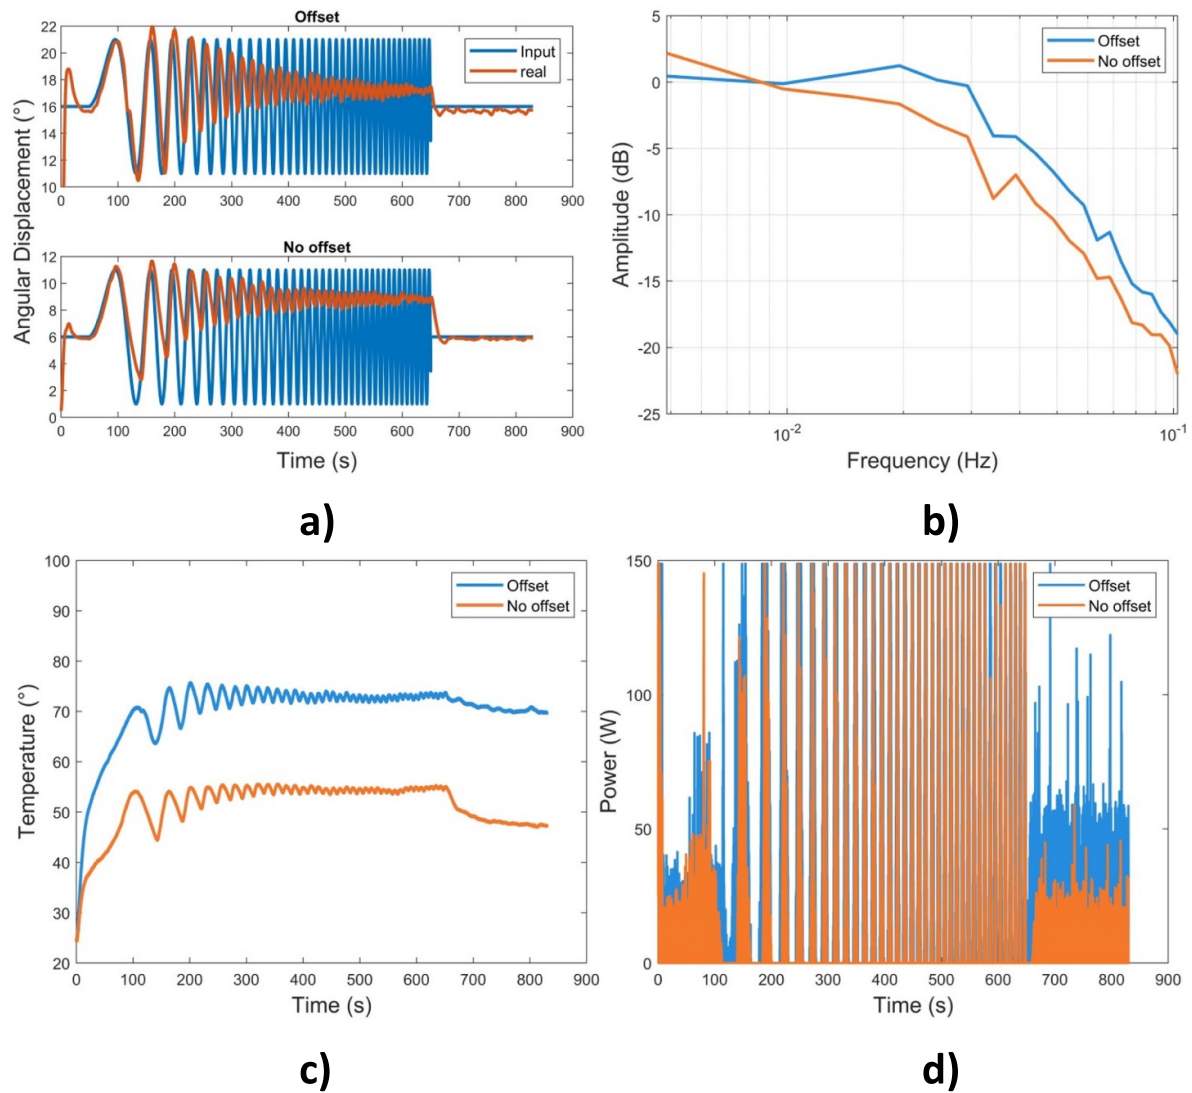 Offset
22
20
18
16
14
12
10
Input
real
0 100 200 300 400 500 600 700 800 900
Angular Displacement (°)
No offset
12
10
8
6
4
2
0
0 100 200 300 400 500 600 700 800 900
Time (s)
a)
5
0
-5
-10
-15
-20
-25
Amplitude (dB)
Offset
No offset
10-2 10-1
Frequency (Hz)
b)
100
90
80
70
60
50
40
30
20
Temperature (°)
Offset
No offset
0 100 200 300 400 500 600 700 800 900
Time (s)
c)
150
100
50
0
Power (W)
Offset
No offset
0 100 200 300 400 500 600 700 800 900
Time (s)
d)